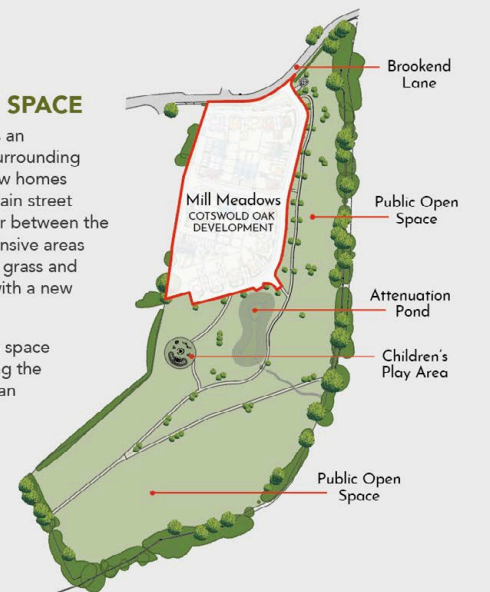 SPACE
an
urrounding
w homes
ain street
r between the
nsive areas
grass and
with a new
space
g the
an
Brookend
Lane
Mill Meadows
COTSWOLD OAK
DEVELOPMENT
Public Open
Space
Attenuation
Pond
Children's
Play Area
Public Open
Space